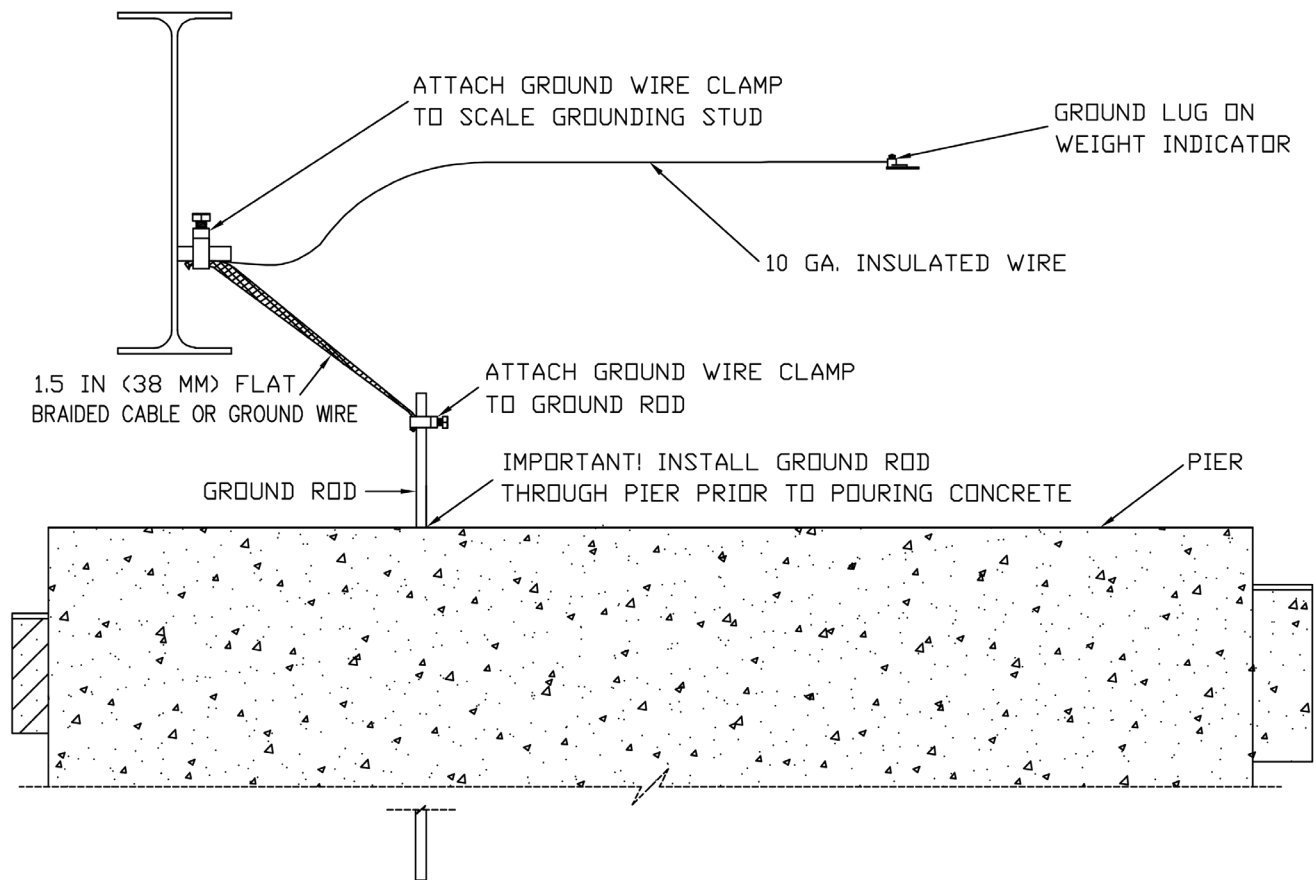 ATTACH GROUND WIRE CLAMP
TO SCALE GROUNDING STUD
GROUND LUG ON
WEIGHT INDICATOR
10 GA. INSULATED WIRE
1.5 IN (38 MM) FLAT
BRAIDED CABLE OR GROUND WIRE
ATTACH GROUND WIRE CLAMP
TO GROUND ROD
GROUND ROD
IMPORTANT! INSTALL GROUND ROD
THROUGH PIER PRIOR TO POURING CONCRETE
PIER